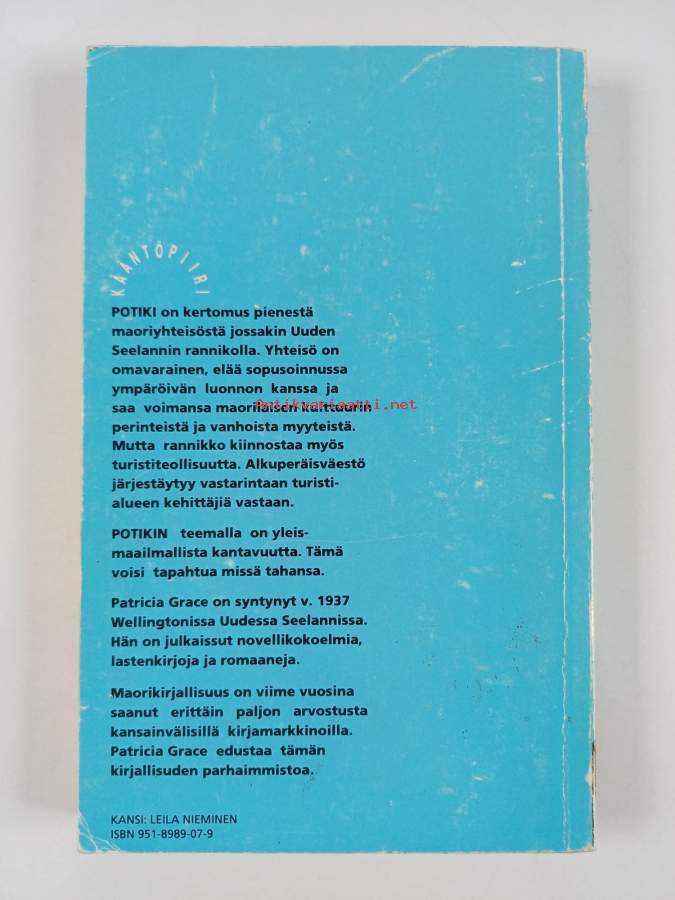 KÄÄNTÖPIIRI
POTIKI on kertomus pienestä
maoriyhteisöstä jossakin Uuden
Seelannin rannikolla. Yhteisö on
omavarainen, elää sopusoinnussa
ympäröivän luonnon kanssa ja
saa voimansa maorilaisen kulttuurin
Antikvariaatti.net
perinteistä ja vanhoista myyteistä.
Mutta rannikko kiinnostaa myös
turistiteollisuutta. Alkuperäisväestö
järjestäytyy vastarintaan turisti-
alueen kehittäjiä vastaan.
POTIKIN teemalla on yleis-
maailmallista kantavuutta. Tämä
voisi tapahtua missä tahansa.
Patricia Grace on syntynyt v. 1937
Wellingtonissa Uudessa Seelannissa.
Hän on julkaissut novellikokoelmia,
lastenkirjoja ja romaaneja.
Maorikirjallisuus on viime vuosina
saanut erittäin paljon arvostusta
kansainvälisillä kirjamarkkinoilla.
Patricia Grace edustaa tämän
kirjallisuden parhaimmistoa.
KANSI: LEILA NIEMINEN
ISBN 951-8989-07-9